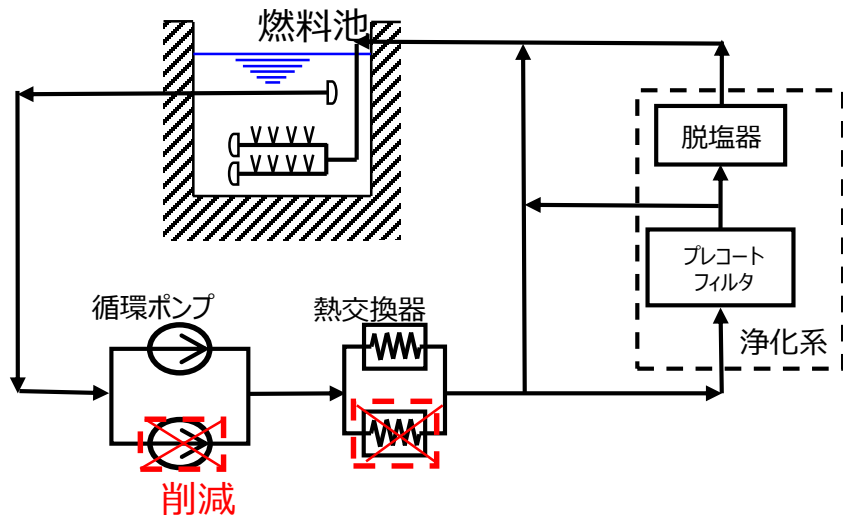 燃料池
脱塩器
プレコート
フィルタ
浄化系
循環ポンプ
熱交換器
削減